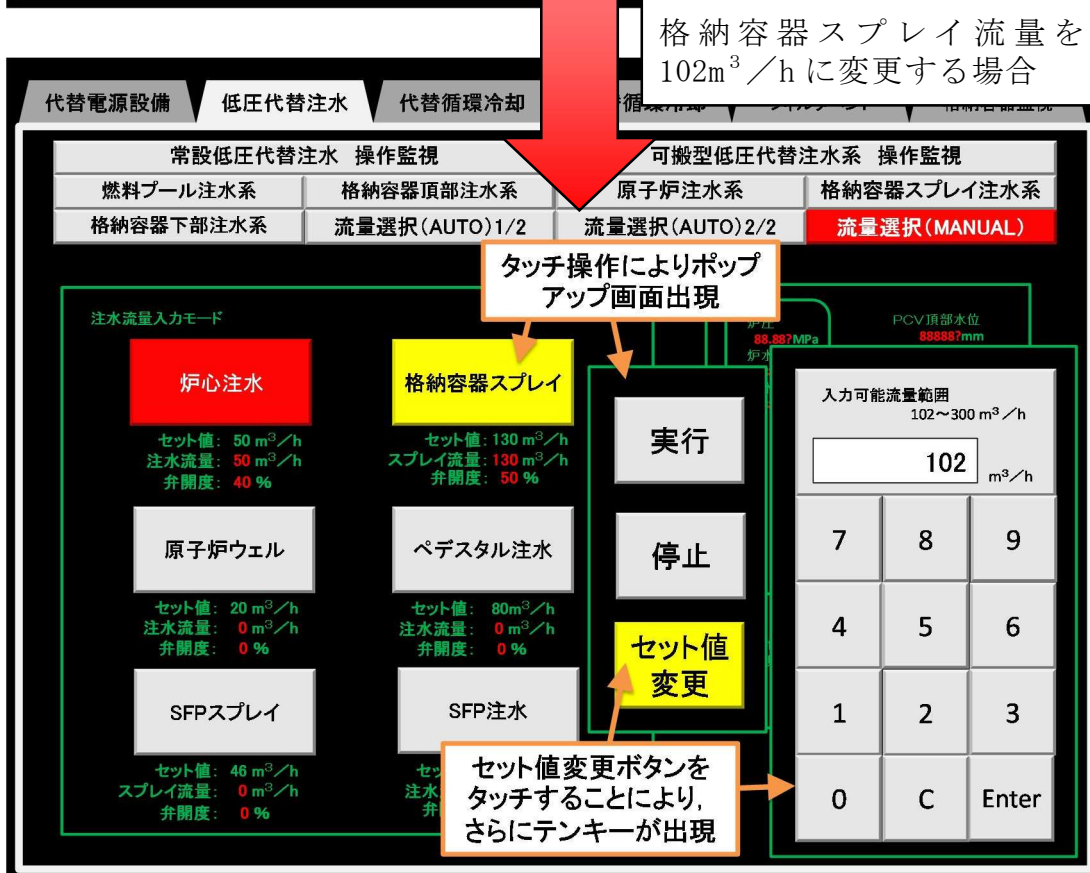 格納容器スプレイ流量を
102m³／hに変更する場合
代替電源設備
低圧代替注水
代替循環冷却
循環冷却
常設低圧代替注水 操作監視
可搬型低圧代替注水系 操作監視
燃料プール注水系
格納容器頂部注水系
原子炉注水系
格納容器スプレイ注水系
格納容器下部注水系
流量選択(AUTO)1/2
流量選択(AUTO)2/2
流量選択(MANUAL)
タッチ操作によりポップ
アップ画面出現
注水流量入力モード
炉心注水
セット値: 50 m³／h
注水流量: 50 m³／h
弁開度: 40 %
格納容器スプレイ
セット値: 130 m³／h
スプレイ流量: 130 m³／h
弁開度: 50 %
原子炉ウェル
セット値: 20 m³／h
注水流量: 0 m³／h
弁開度: 0 %
ペデスタル注水
セット値: 80m³／h
注水流量: 0 m³／h
弁開度: 0 %
SFPスプレイ
セット値: 46 m³／h
スプレイ流量: 0 m³／h
弁開度: 0 %
SFP注水
実行
停止
セット値
変更
セット値変更ボタンを
タッチすることにより,
さらにテンキーが出現
88.88?MPa
PCV頂部水位
88888?mm
入力可能流量範囲
102～300 m³／h
102 m³／h
7 8 9
4 5 6
1 2 3
0 C Enter